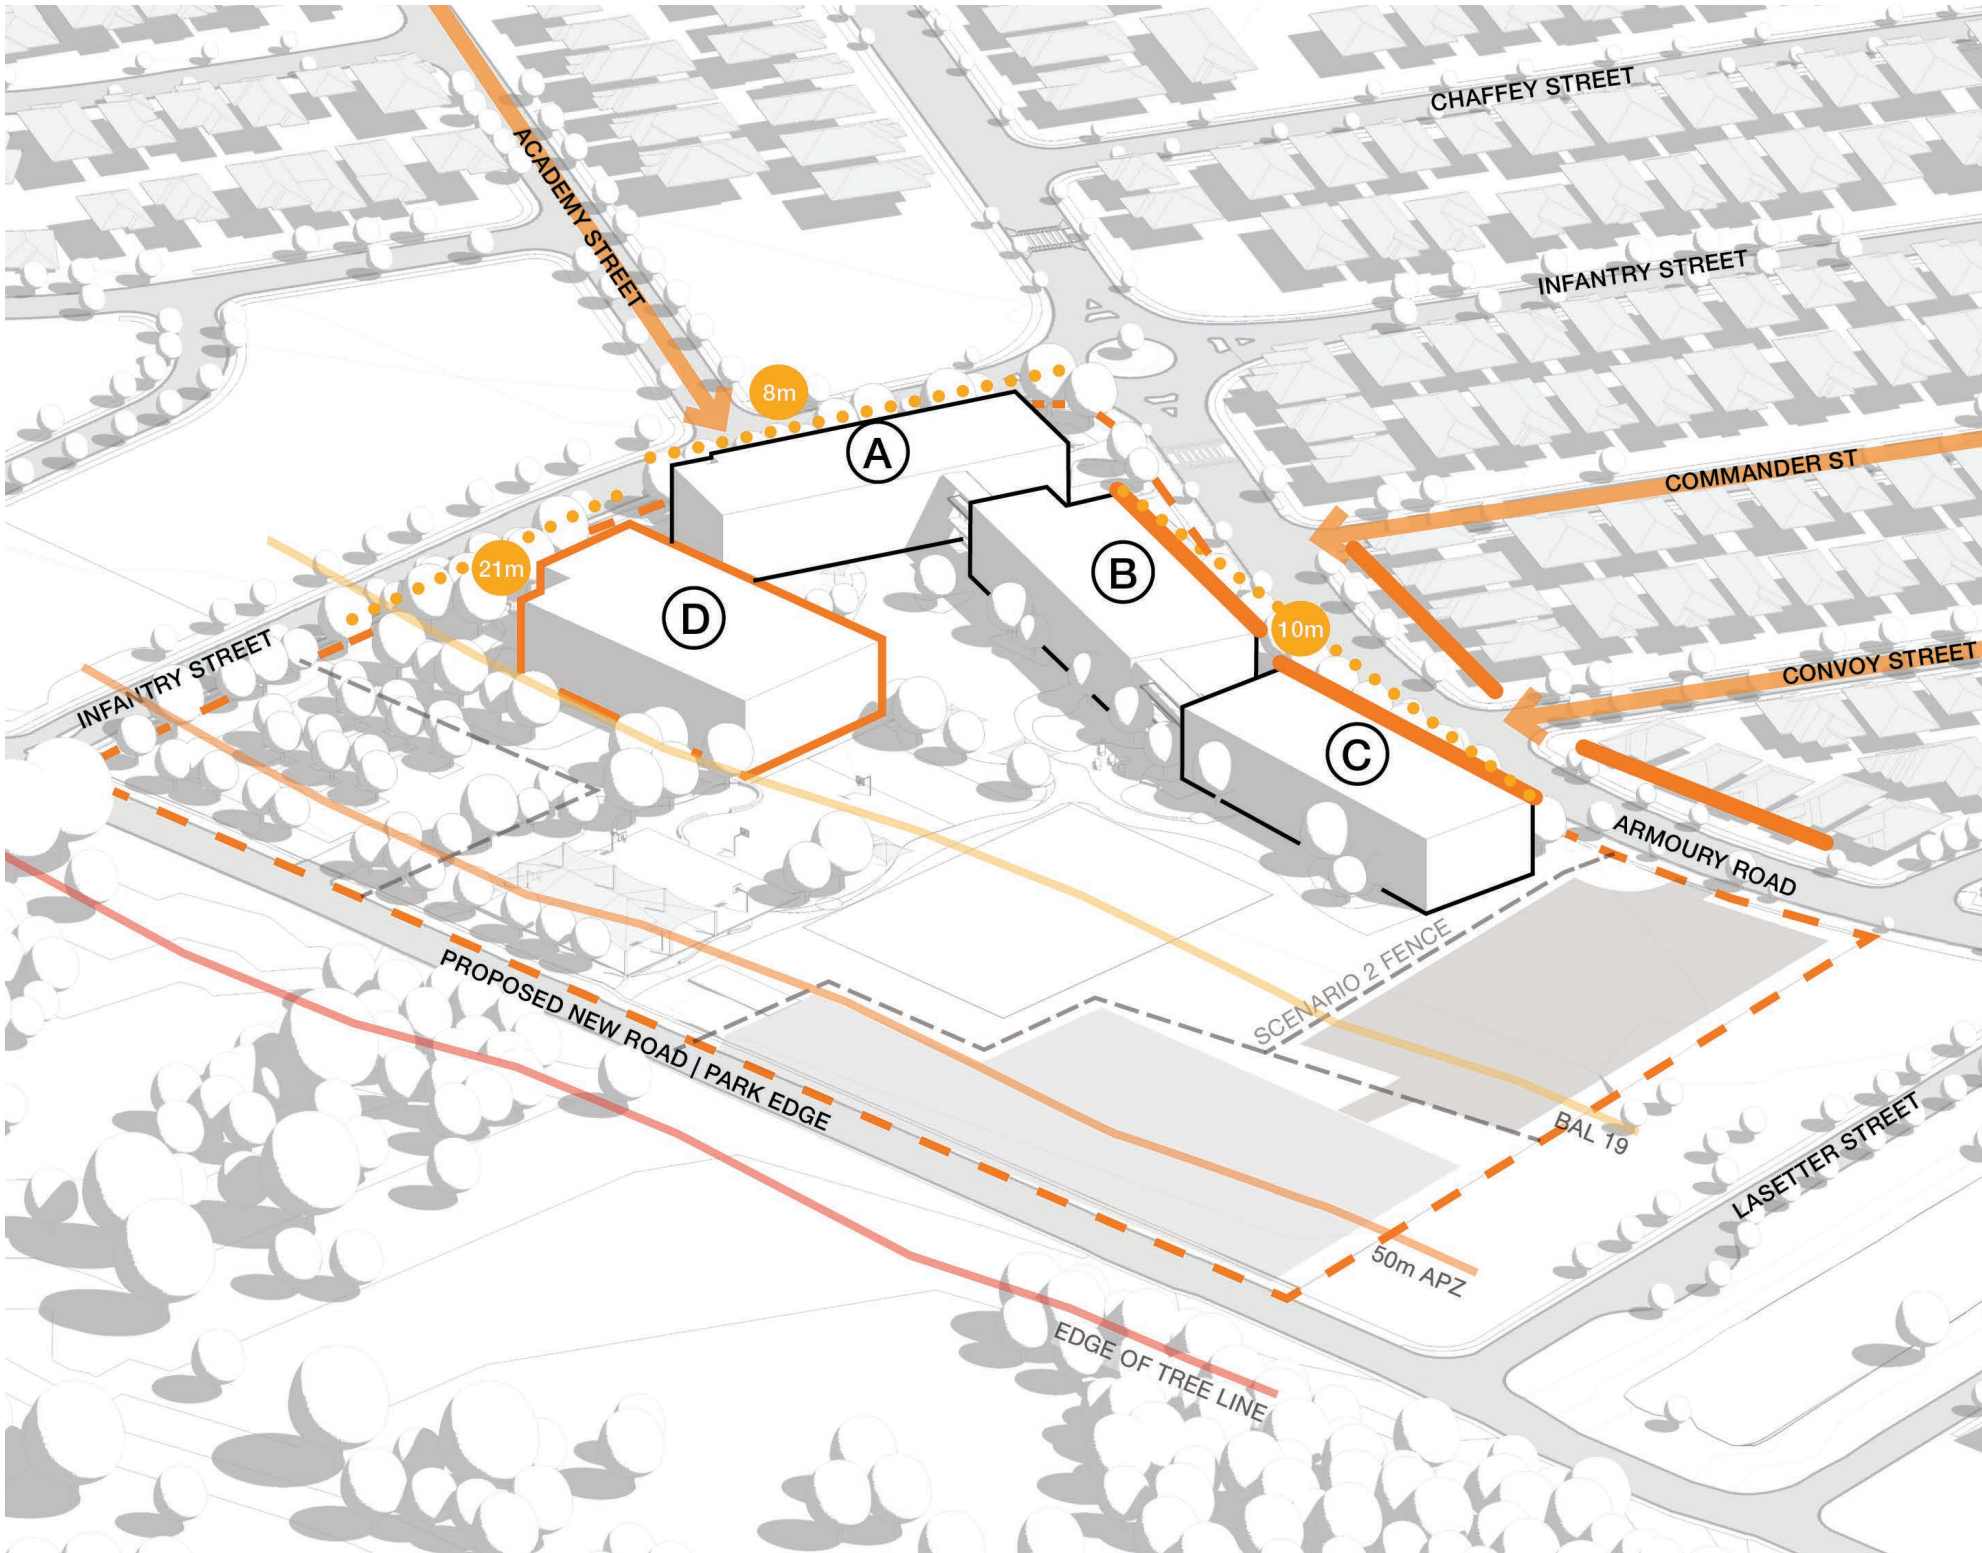 CHAFFEY STREET
ACADEMY STREET
INFANTRY STREET
8m
A
COMMANDER ST
21m
B
D
10m
INFANTRY STREET
CONVOY STREET
C
ARMOURY ROAD
SCENARIO 2 FENCE
PROPOSED NEW ROAD | PARK EDGE
BAL 19
LASETTER STREET
50m APZ
EDGE OF TREE LINE